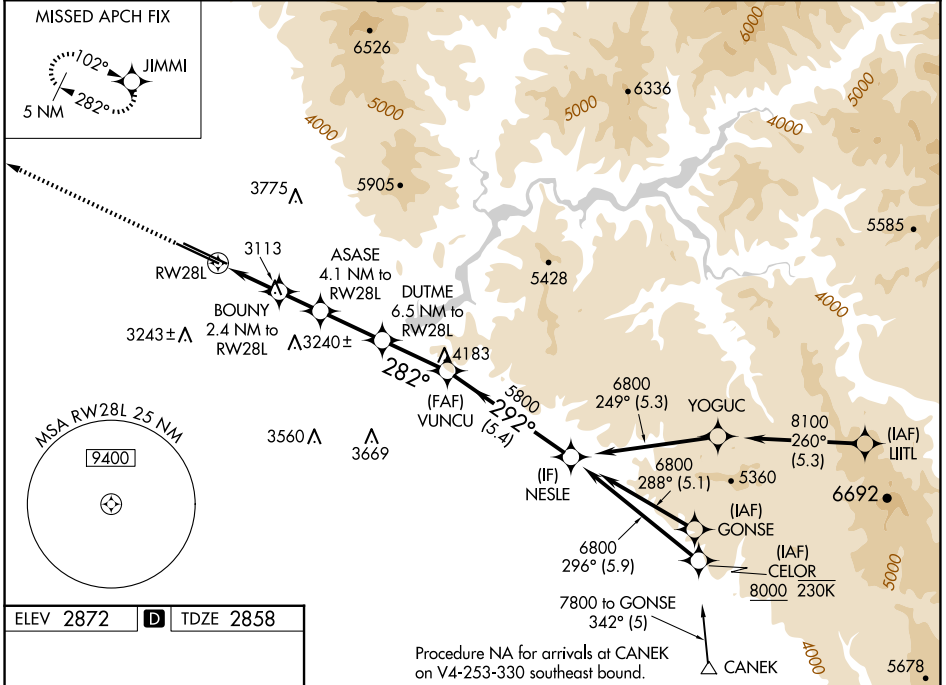 MISSED APCH FIX
102°
JIMMI
282°
5 NM
6526
6336
6000
5000
5000
5000
4000
4000
3775
5905
5585
3113
ASASE
4.1 NM to
RW28L
RW28L
5428
DUTME
6.5 NM to
RW28L
BOUNY
2.4 NM to
RW28L
4000
3243±
3240±
4183
282°
(FAF)
VUNCU
5800
292°
(5.4)
6800
249° (5.3)
YOGUC
8100
260°
(5.3)
(IAF)
LIITL
MSA RW28L 25 NM
9400
3560
3669
(IF)
NESLE
6800
288° (5.1)
5360
6692
(IAF)
GONSE
6800
296° (5.9)
(IAF)
CELOR
8000 230K
5000
ELEV 2872 D TDZE 2858
7800 to GONSE
342° (5)
CANEK
4000
5678
Procedure NA for arrivals at CANEK
on V4-253-330 southeast bound.